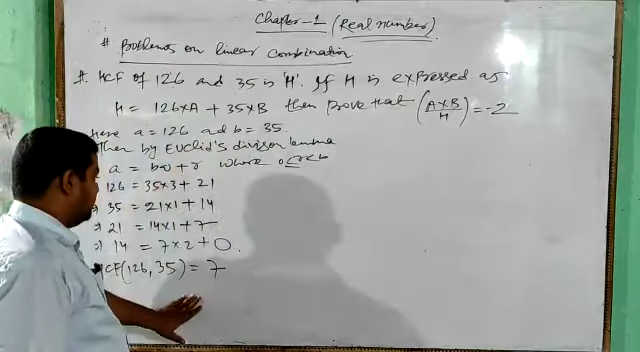 Chapter-1 (Real number).
# Problems on linear combination
#. HCF of 126 and 35 is 'H'. If H is expressed as
H = 126×A + 35×B then prove that (A×B/H) = -2
Here a = 126 and b = 35.
Then by Euclid's division lemma
a = bq + r where 0≤r<b
126 = 35×3 + 21
⇒ 35 = 21×1 + 14
⇒ 21 = 14×1 + 7
⇒ 14 = 7×2 + 0.
HCF(126, 35) = 7